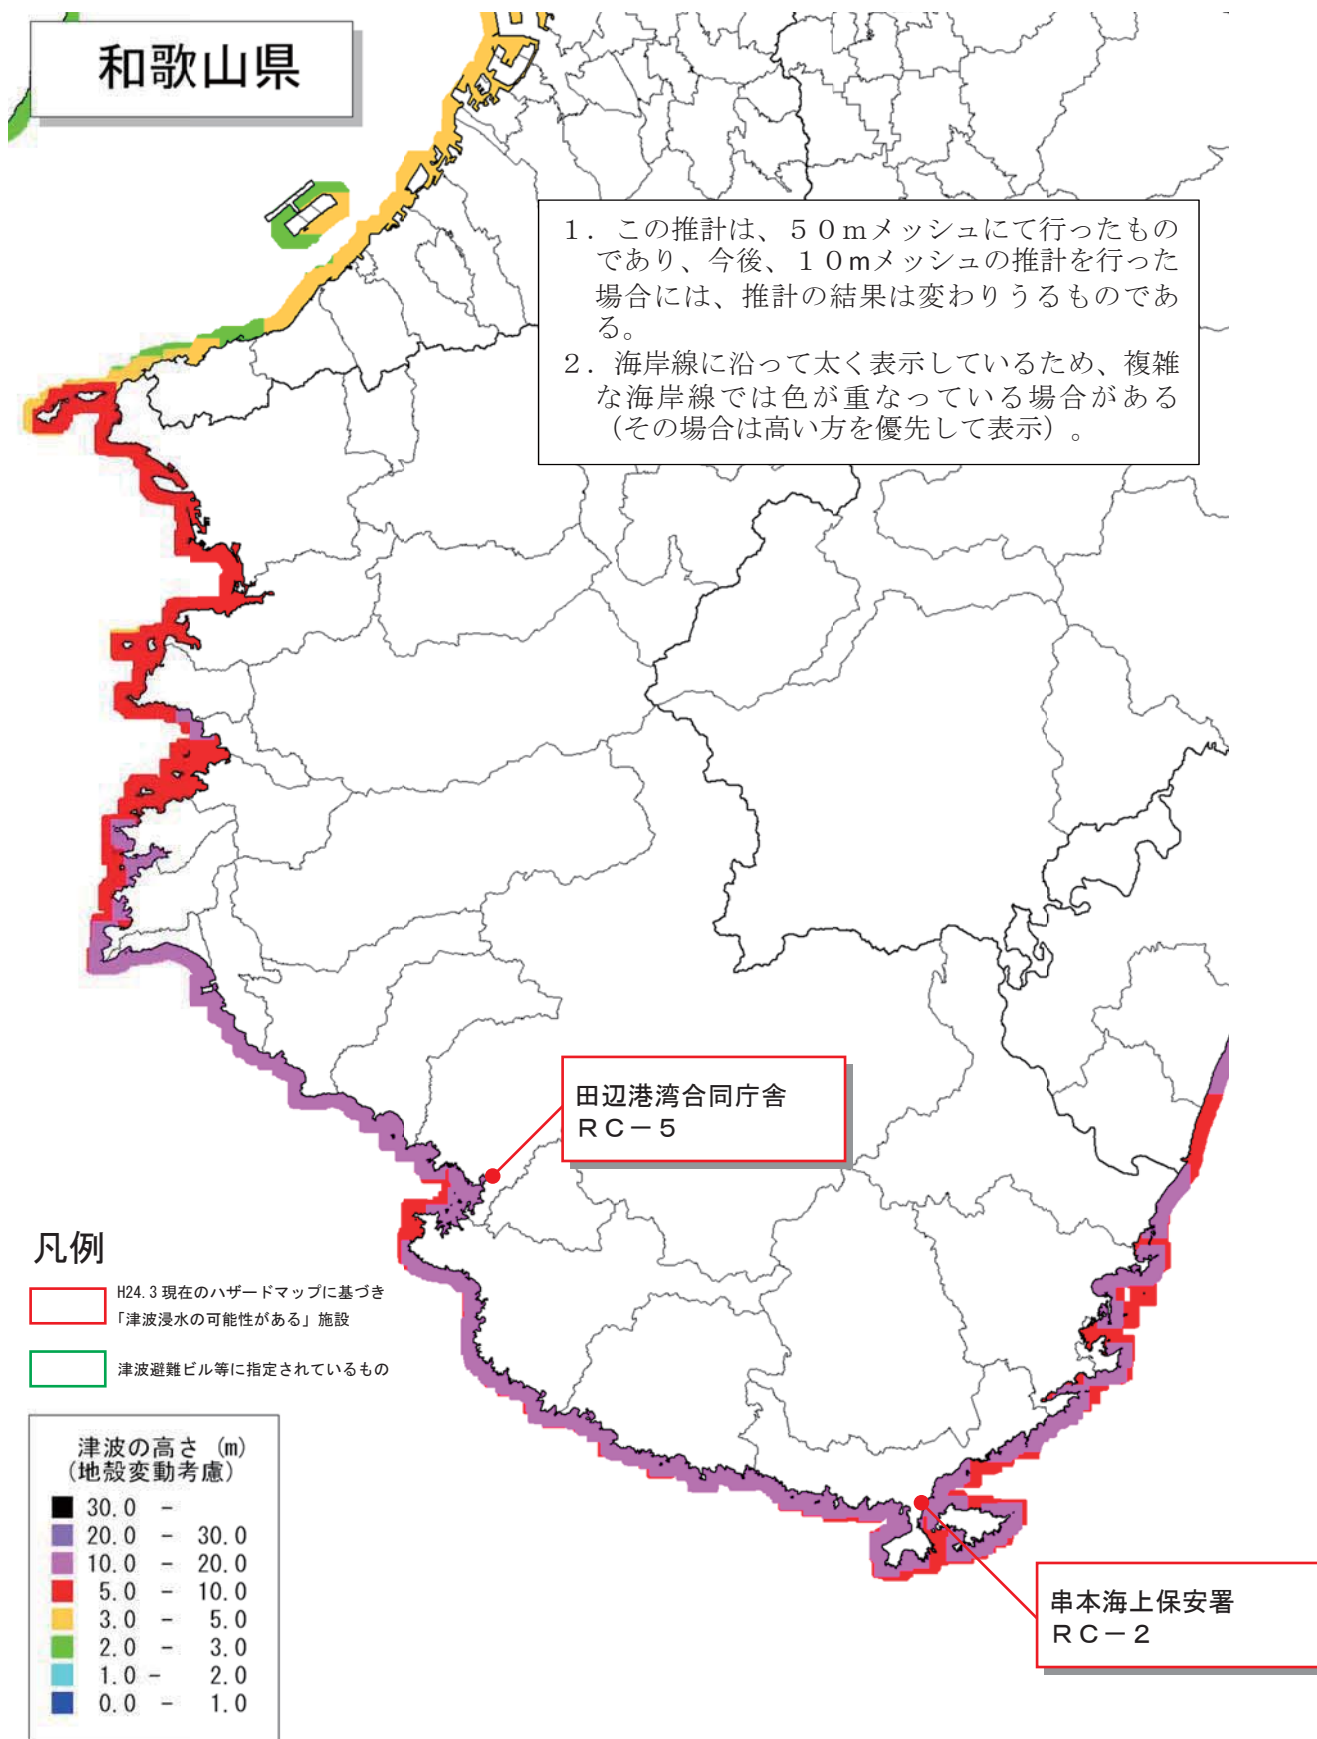 和歌山県
1．この推計は、50mメッシュにて行ったもの
であり、今後、10mメッシュの推計を行った
場合には、推計の結果は変わりうるものであ
る。
2．海岸線に沿って太く表示しているため、複雑
な海岸線では色が重なっている場合がある
（その場合は高い方を優先して表示）。
田辺港湾合同庁舎
ＲＣ－５
凡例
H24.3 現在のハザードマップに基づき
「津波浸水の可能性がある」施設
津波避難ビル等に指定されているもの
津波の高さ (m)
(地殻変動考慮)
30.0 -
20.0 - 30.0
10.0 - 20.0
5.0 - 10.0
3.0 - 5.0
2.0 - 3.0
1.0 - 2.0
0.0 - 1.0
串本海上保安署
ＲＣ－２